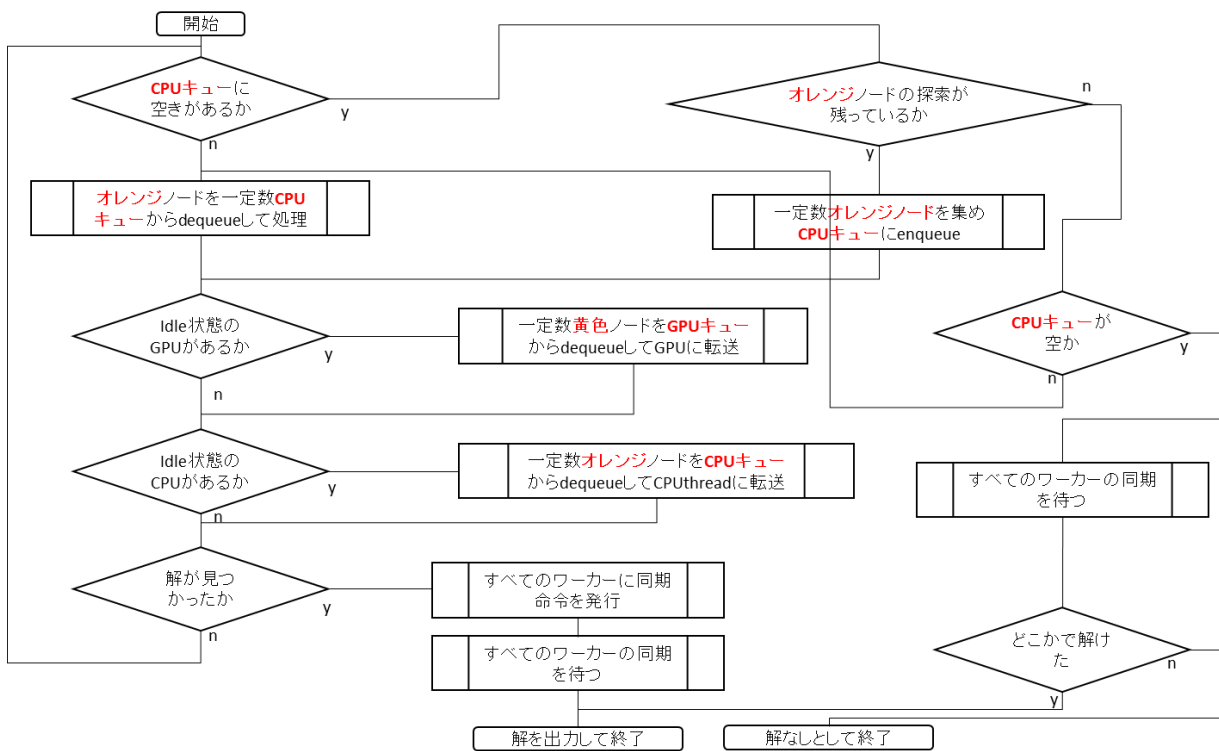 開始
CPUキューに
空きがあるか
y
n
オレンジノードの探索が
残っているか
n
y
オレンジノードを一定数CPU
キューからdequeueして処理
一定数オレンジノードを集め
CPUキューにenqueue
Idle状態の
GPUがあるか
y
n
一定数黄色ノードをGPUキュー
からdequeueしてGPUに転送
CPUキューが
空か
y
n
Idle状態の
CPUがあるか
y
n
一定数オレンジノードをCPUキュー
からdequeueしてCPUthreadに転送
すべてのワーカーの同期
を待つ
解が見つ
かったか
y
n
すべてのワーカーに同期
命令を発行
すべてのワーカーの同期
を待つ
どこかで解け
た
n
y
解を出力して終了
解なしとして終了